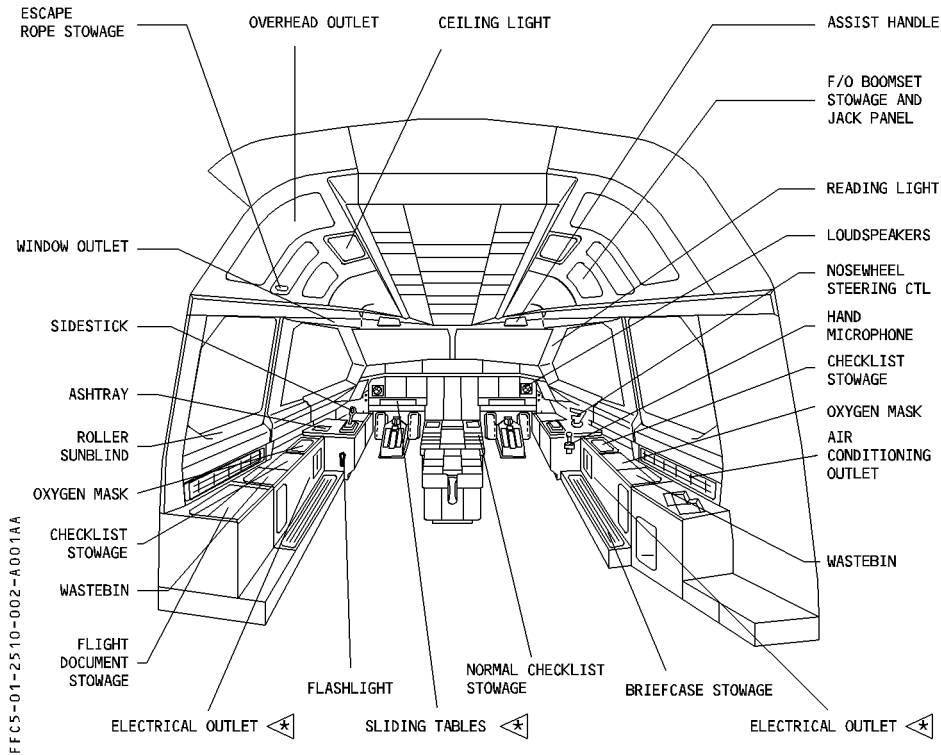 ESCAPE
ROPE STOWAGE
OVERHEAD OUTLET
CEILING LIGHT
ASSIST HANDLE
F/O BOOMSET
STOWAGE AND
JACK PANEL
READING LIGHT
WINDOW OUTLET
LOUDSPEAKERS
NOSEWHEEL
STEERING CTL
SIDESTICK
HAND
MICROPHONE
CHECKLIST
STOWAGE
ASHTRAY
OXYGEN MASK
ROLLER
SUNBLIND
AIR
CONDITIONING
OUTLET
OXYGEN MASK
CHECKLIST
STOWAGE
WASTEBIN
WASTEBIN
FLIGHT
DOCUMENT
STOWAGE
FLASHLIGHT
NORMAL CHECKLIST
STOWAGE
BRIEFCASE STOWAGE
ELECTRICAL OUTLET *
SLIDING TABLES *
ELECTRICAL OUTLET *
FFC5-01-2510-002-A001AA